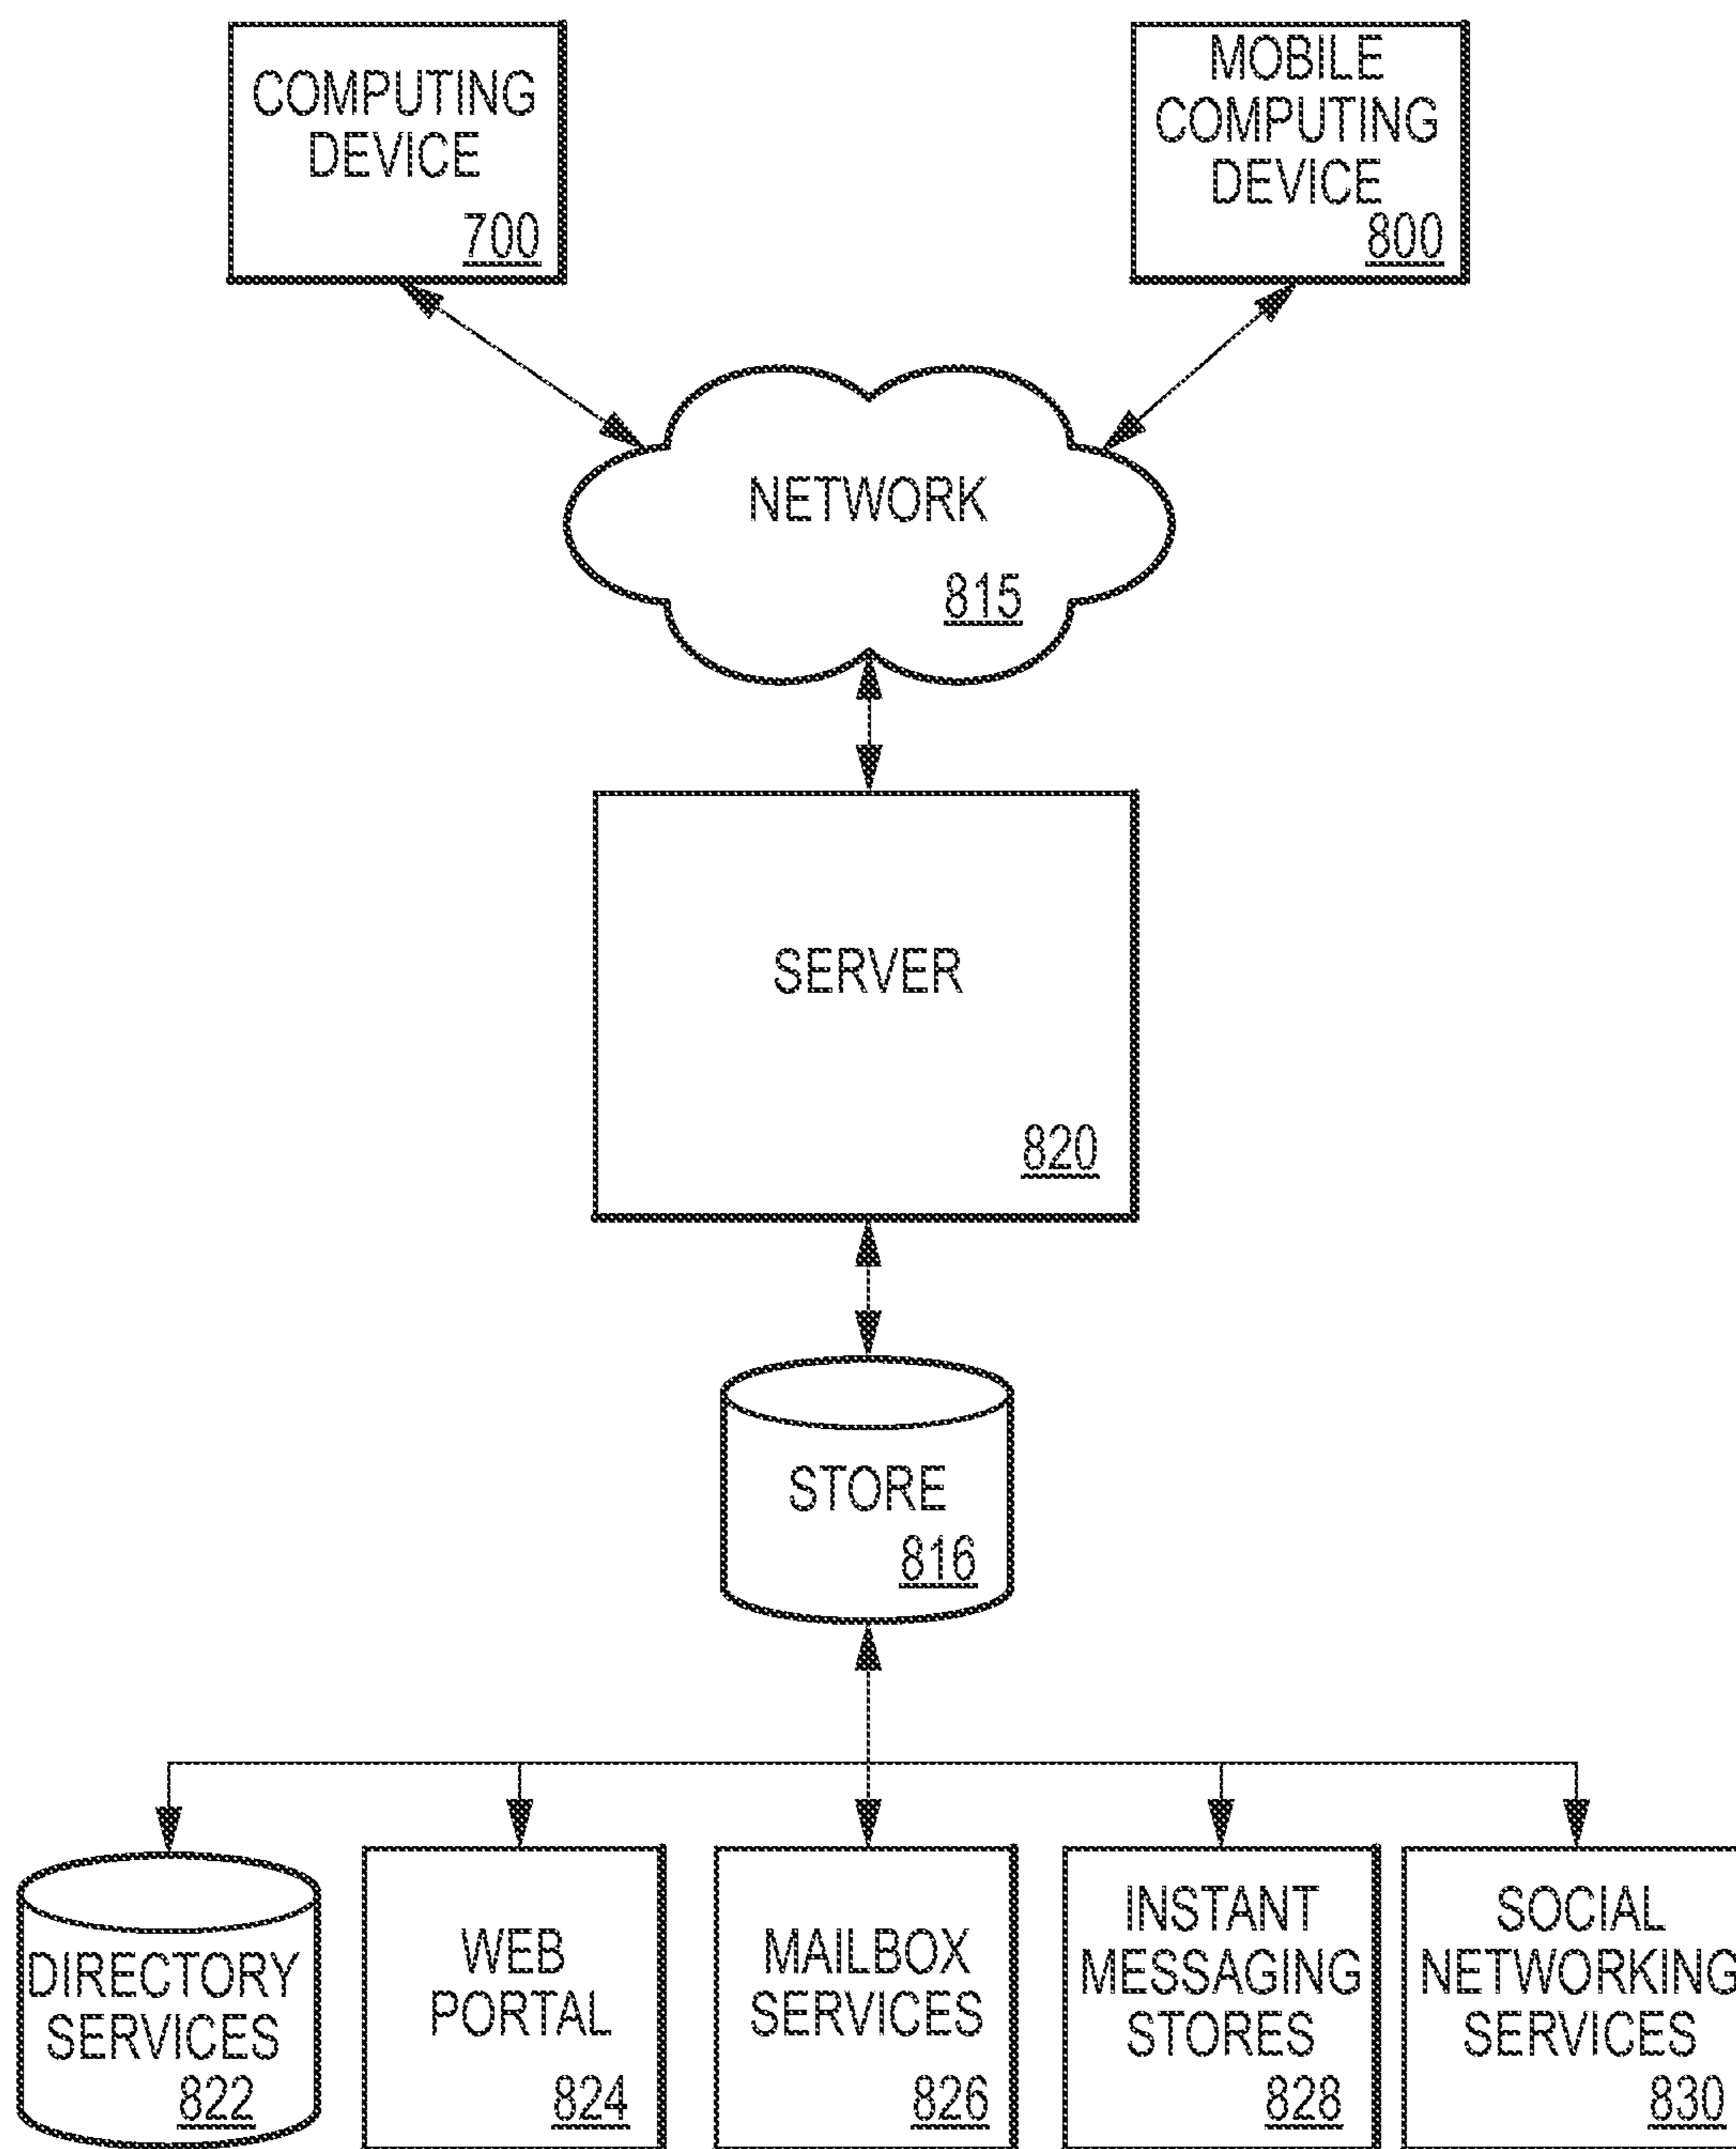 COMPUTING
DEVICE
700
MOBILE
COMPUTING
DEVICE
800
NETWORK
815
SERVER
820
STORE
816
DIRECTORY
SERVICES
822
WEB
PORTAL
824
MAILBOX
SERVICES
826
INSTANT
MESSAGING
STORES
828
SOCIAL
NETWORKING
SERVICES
830